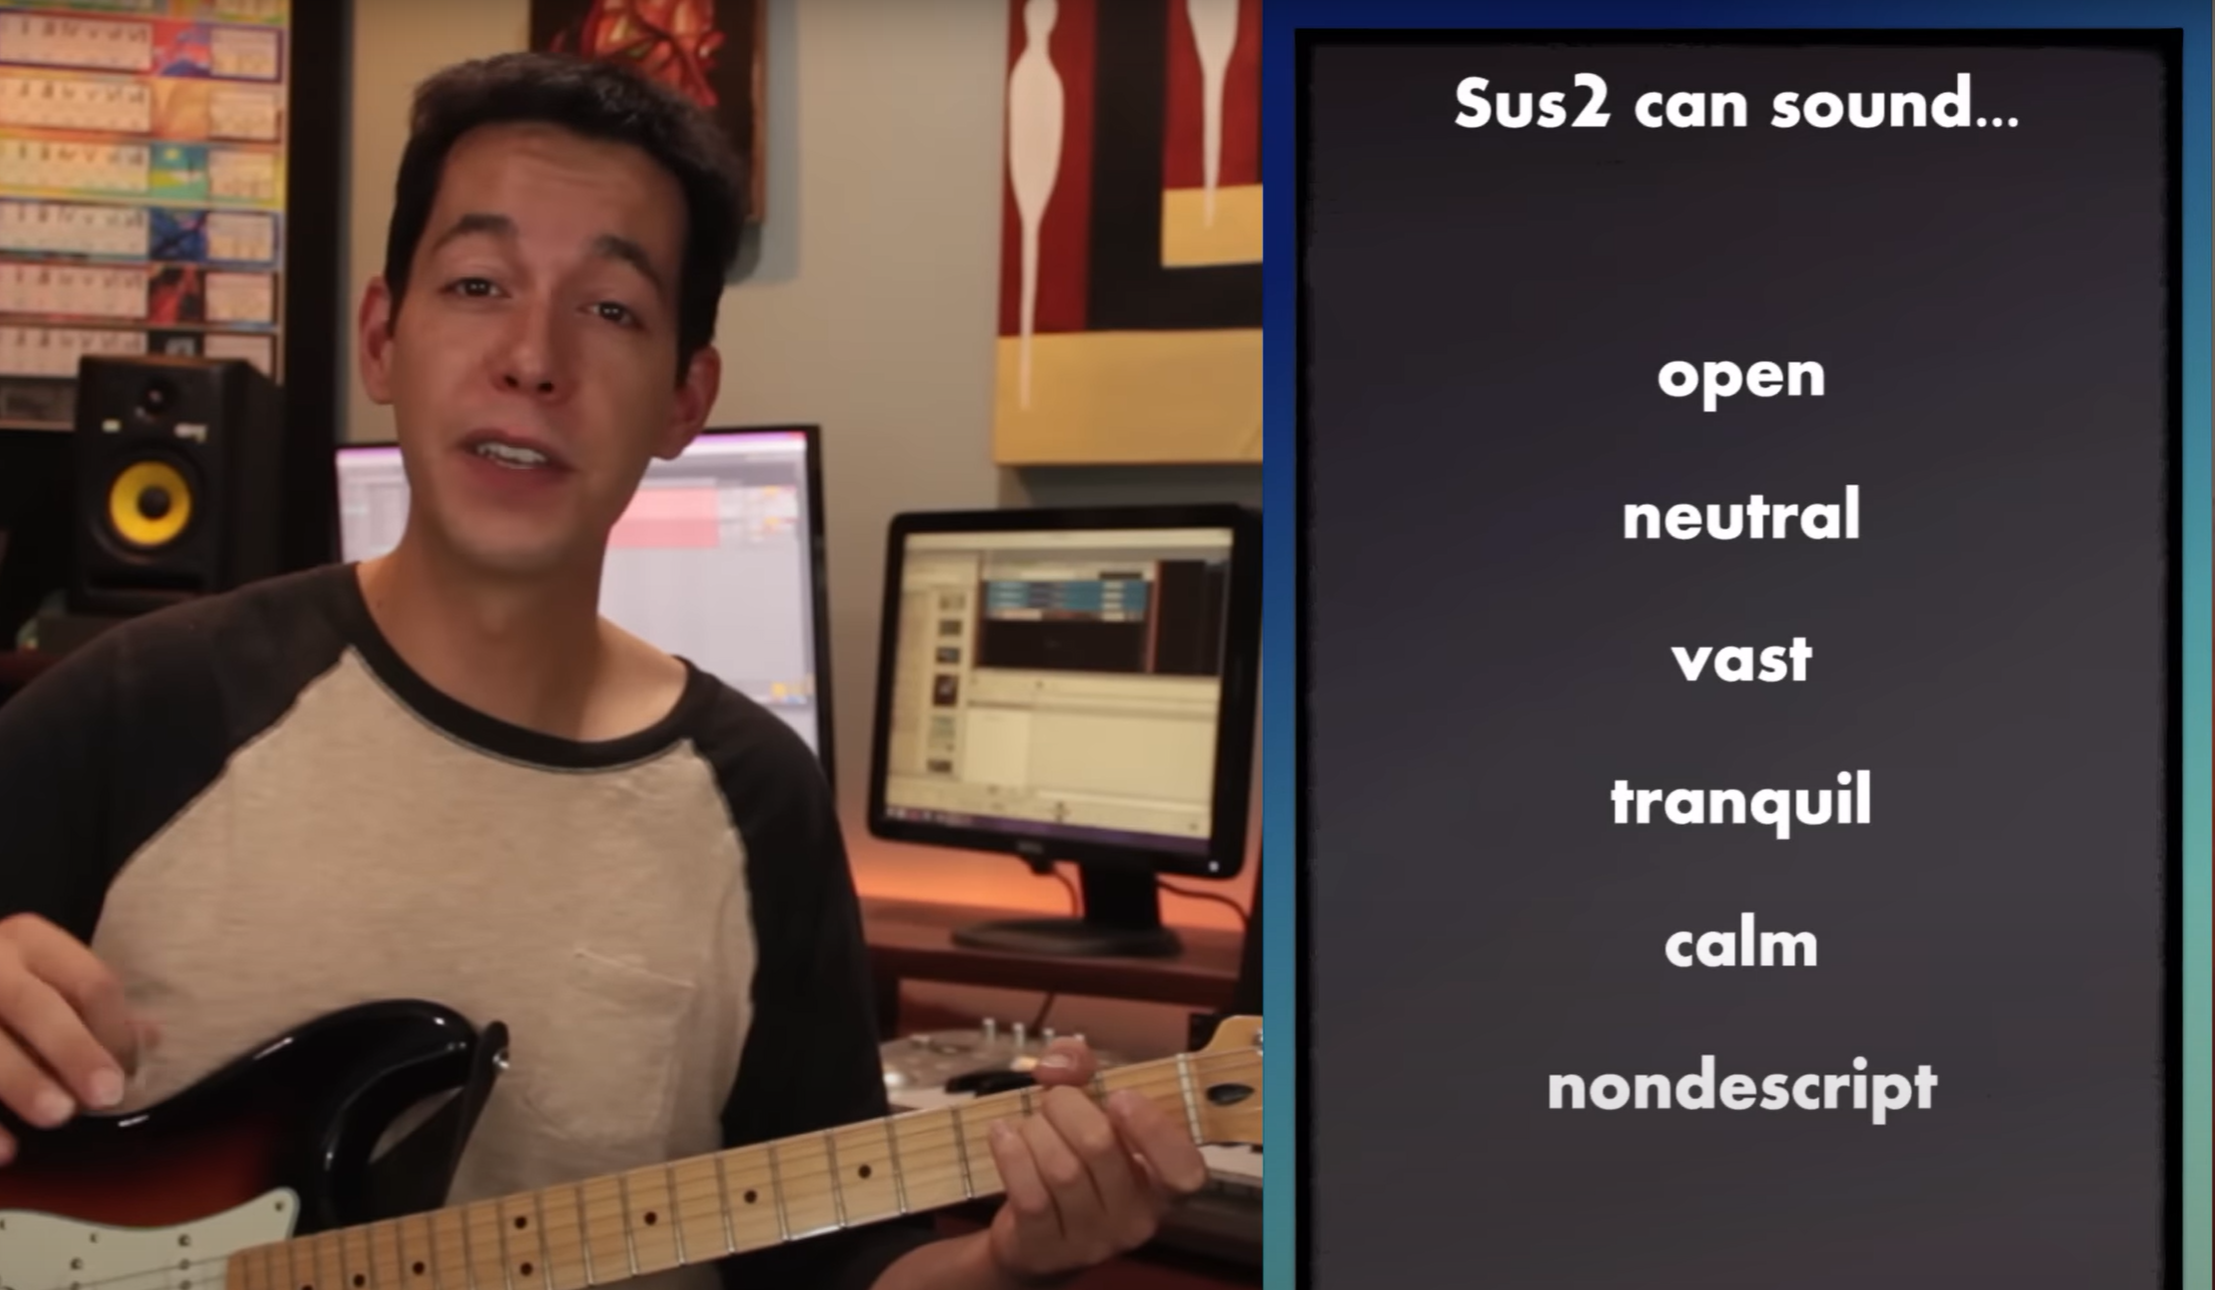 Sus2 can sound...
open
neutral
vast
tranquil
calm
nondescript